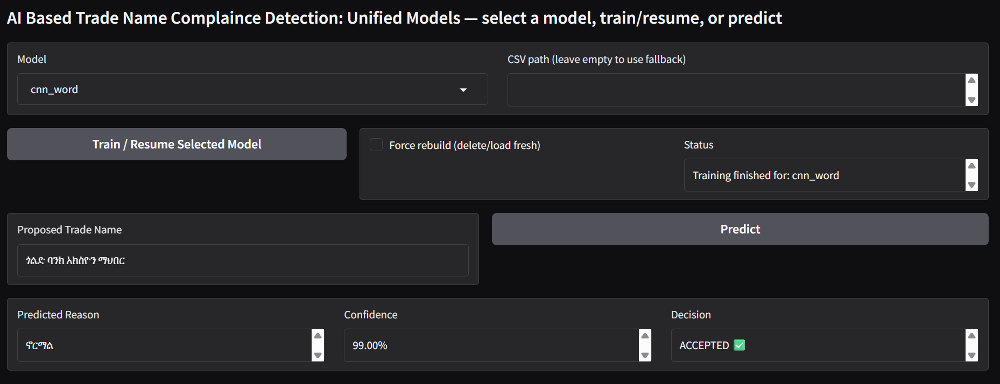 AI Based Trade Name Complaince Detection: Unified Models — select a model, train/resume, or predict
Model
cnn_word
CSV path (leave empty to use fallback)
Train / Resume Selected Model
Force rebuild (delete/load fresh)
Status
Training finished for: cnn_word
Proposed Trade Name
ጎልድ ባንክ አክስዮን ማህበር
Predict
Predicted Reason
ኖርማል
Confidence
99.00%
Decision
ACCEPTED ✅